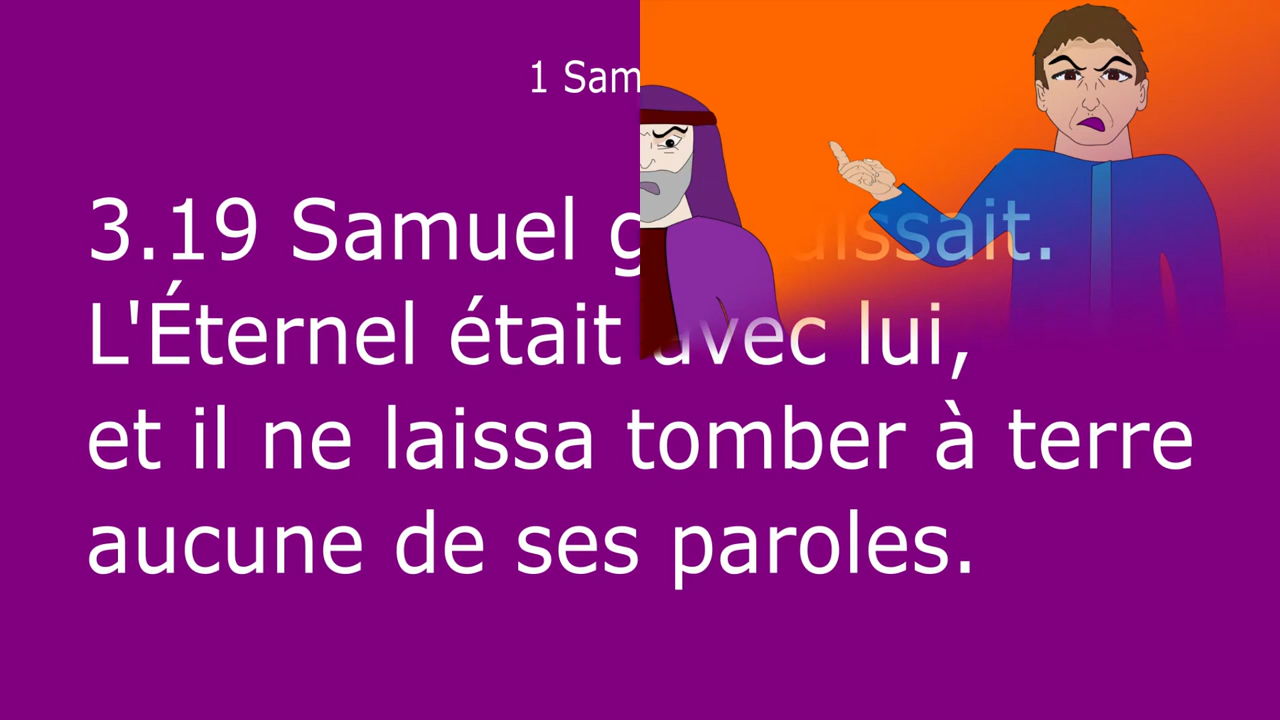 1 Sam
3.19 Samuel
L'Éternel était avec lui,
et il ne laissa tomber à terre
aucune de ses paroles.